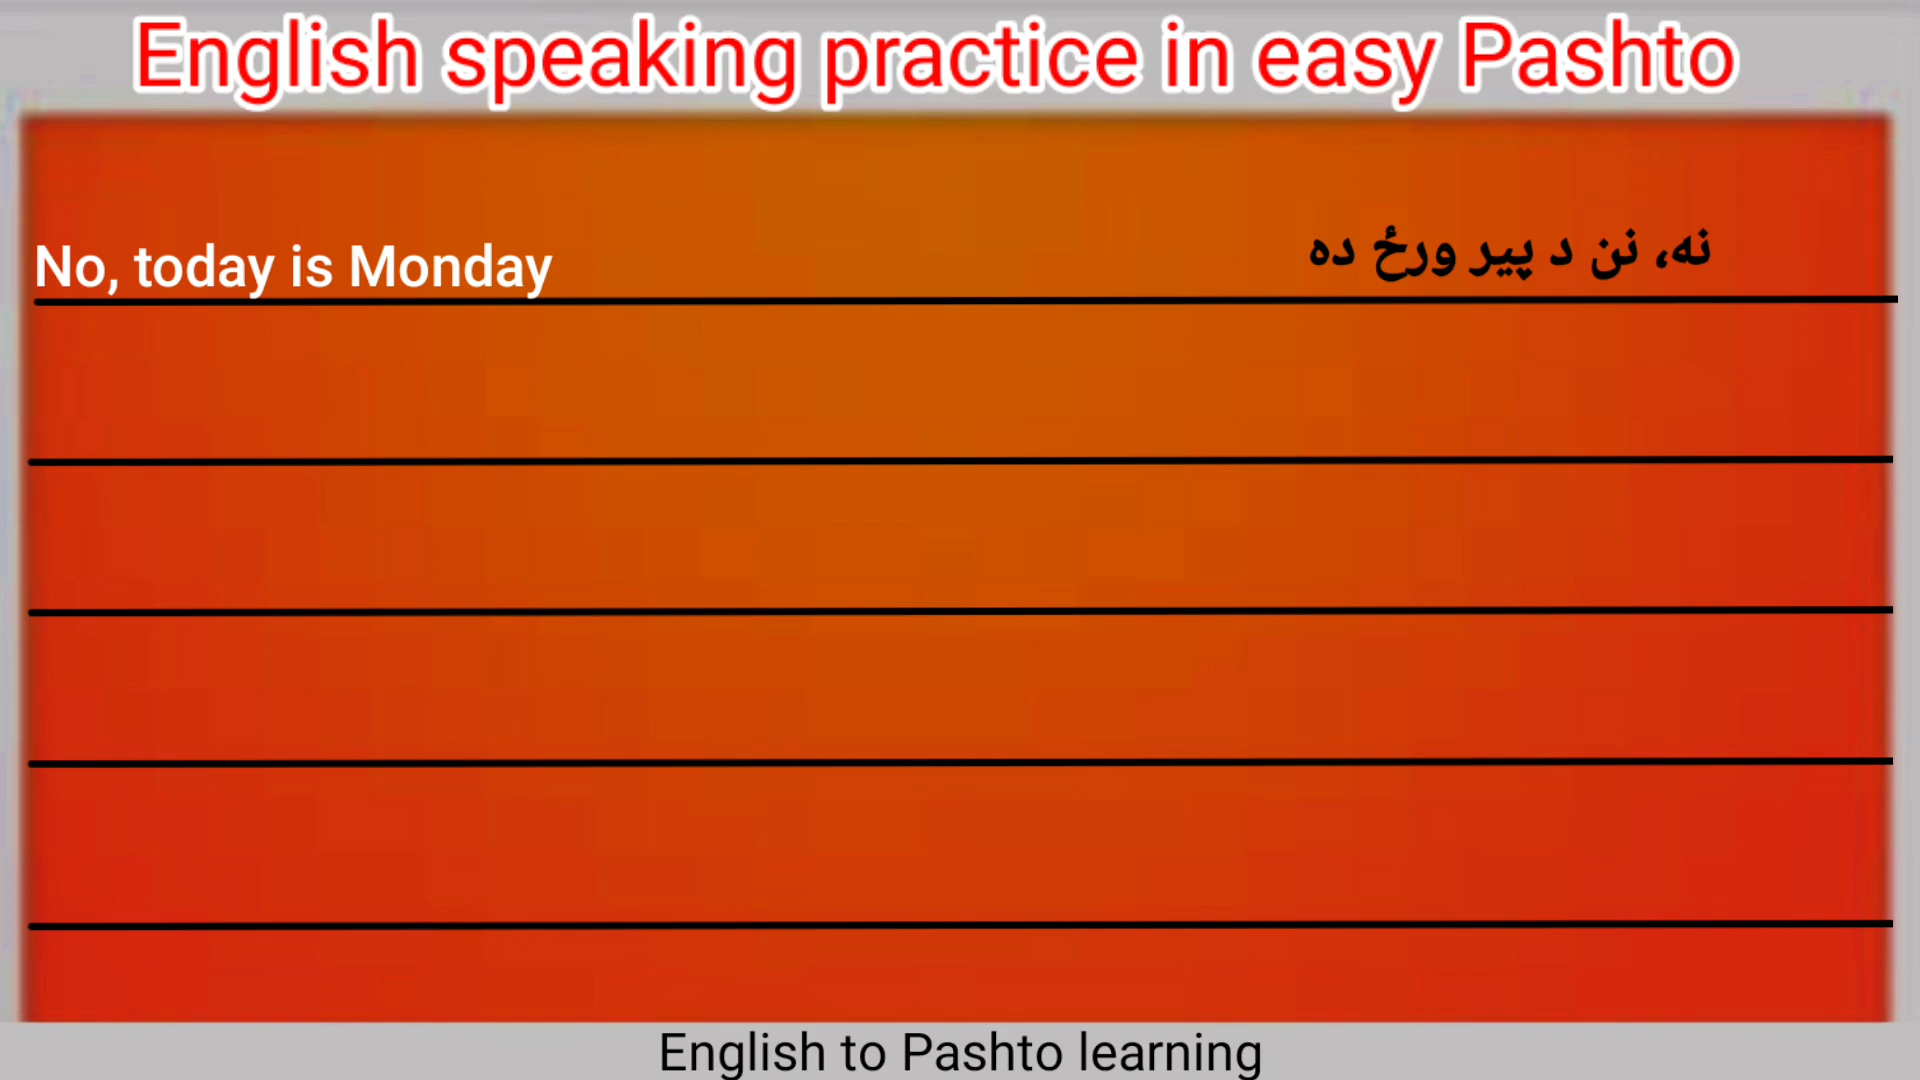 English speaking practice in easy Pashto
No, today is Monday
نه، نن د پیر ورځ ده
English to Pashto learning